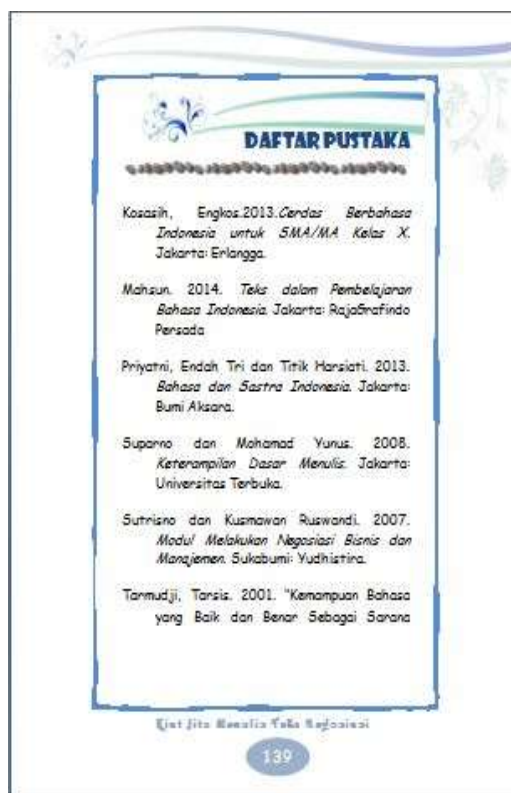 DAFTAR PUSTAKA
Kosasih, Engkos.2013.Cerdas Berbahasa
Indonesia untuk SMA/MA Kelas X.
Jakarta: Erlangga.
Mahsun. 2014. Teks dalam Pembelajaran
Bahasa Indonesia. Jakarta: RajaGrafindo
Persada
Priyatni, Endah Tri dan Titik Harsiati. 2013.
Bahasa dan Sastra Indonesia. Jakarta:
Bumi Aksara.
Suparno dan Mohamad Yunus. 2008.
Keterampilan Dasar Menulis. Jakarta:
Universitas Terbuka.
Sutrisno dan Kusmawan Ruswandi. 2007.
Modul Melakukan Negosiasi Bisnis dan
Manajemen. Sukabumi: Yudhistira.
Tarmudji, Tarsis. 2001. "Kemampuan Bahasa
yang Baik dan Benar Sebagai Sarana
Kiat Jitu Menulis Teks Negosiasi
139